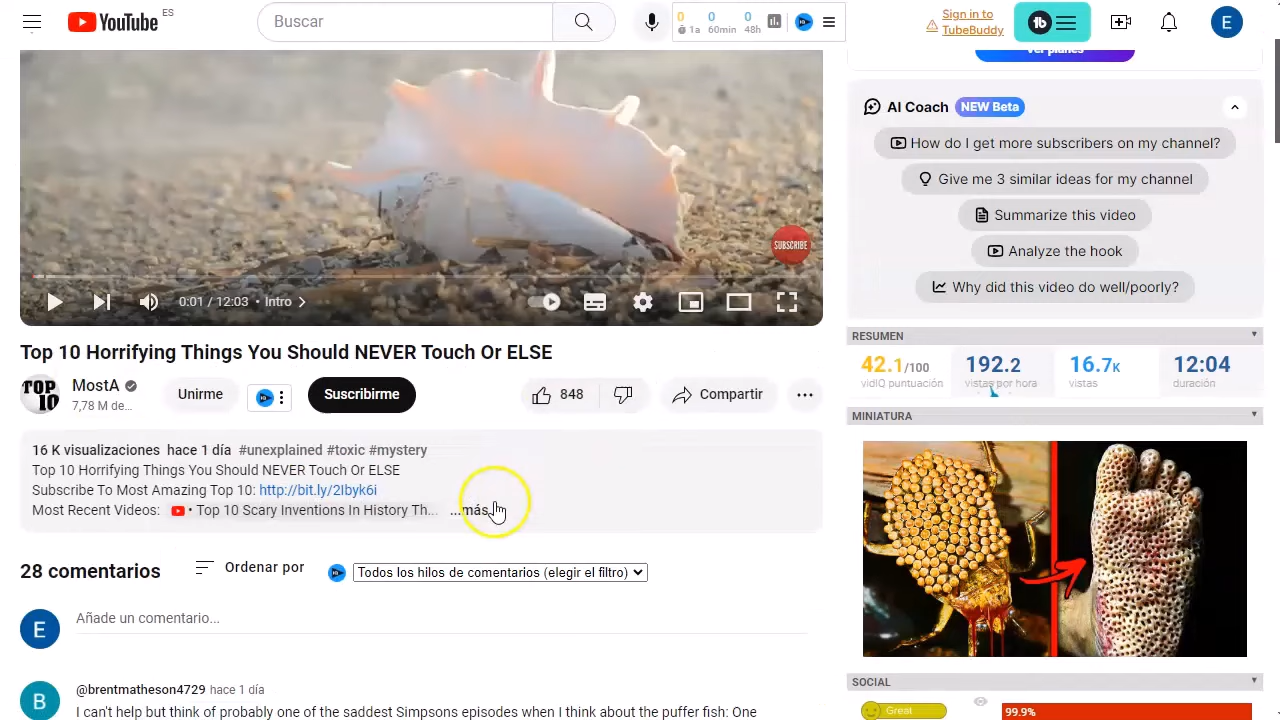 YouTube ES
Buscar
0 0 0
1a 60min 48h
Sign in to
TubeBuddy
tb
E
Ver planes
AI Coach NEW Beta
How do I get more subscribers on my channel?
Give me 3 similar ideas for my channel
Summarize this video
Analyze the hook
Why did this video do well/poorly?
SUBSCRIBE
0:01 / 12:03 • Intro
Top 10 Horrifying Things You Should NEVER Touch Or ELSE
TOP 10
MostA
7,78 M de...
Unirme
Suscribirme
848
Compartir
16 K visualizaciones hace 1 día #unexplained #toxic #mystery
Top 10 Horrifying Things You Should NEVER Touch Or ELSE
Subscribe To Most Amazing Top 10: http://bit.ly/2Ibyk6i
Most Recent Videos: • Top 10 Scary Inventions In History Th... ...más
28 comentarios
Ordenar por
Todos los hilos de comentarios (elegir el filtro)
E
Añade un comentario...
B
@brentmatheson4729 hace 1 día
I can't help but think of probably one of the saddest Simpsons episodes when I think about the puffer fish: One
RESUMEN
42.1/100
vidIQ puntuación
192.2
vistas por hora
16.7K
vistas
12:04
duración
MINIATURA
SOCIAL
Great
99.9%